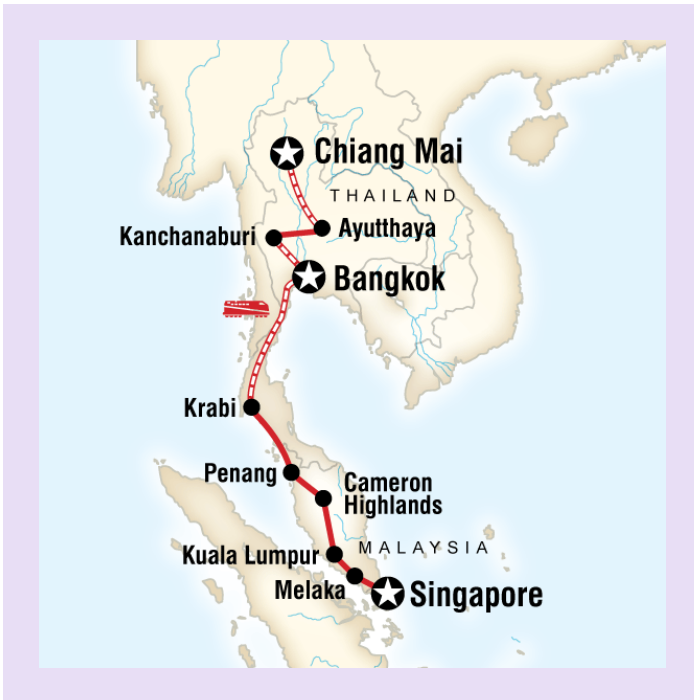 Chiang Mai
THAILAND
Kanchanaburi
Ayutthaya
Bangkok
Krabi
Penang
Cameron
Highlands
Kuala Lumpur
MALAYSIA
Melaka
Singapore